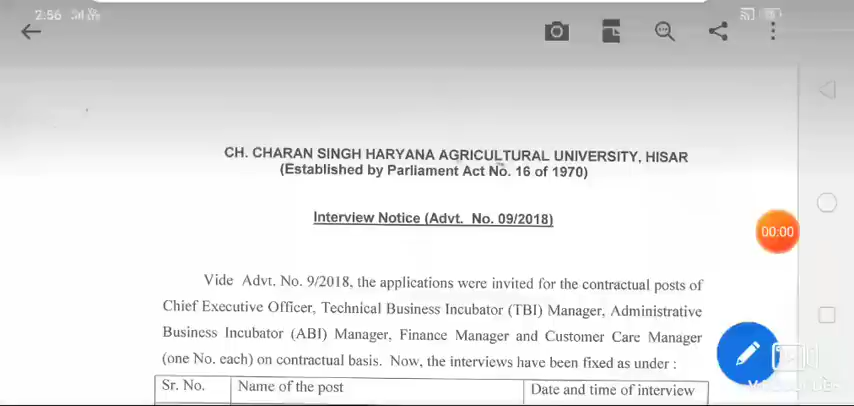 2:56
CH. CHARAN SINGH HARYANA AGRICULTURAL UNIVERSITY, HISAR
(Established by Parliament Act No. 16 of 1970)
Interview Notice (Advt. No. 09/2018)
00:00
Vide Advt. No. 9/2018, the applications were invited for the contractual posts of
Chief Executive Officer, Technical Business Incubator (TBI) Manager, Administrative
Business Incubator (ABI) Manager, Finance Manager and Customer Care Manager
(one No. each) on contractual basis. Now, the interviews have been fixed as under :
Sr. No. Name of the post Date and time of interview